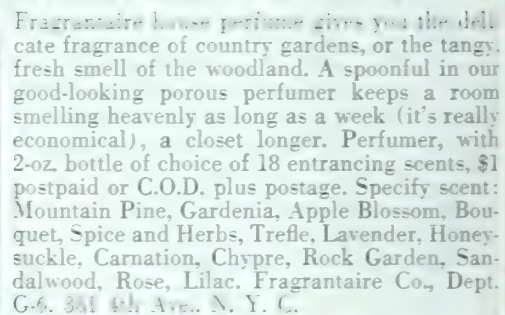 Fragrantaire house perfume gives you the deli
cate fragrance of country gardens, or the tangy,
fresh smell of the woodland. A spoonful in our
good-looking porous perfumer keeps a room
smelling heavenly as long as a week (it's really
economical), a closet longer. Perfumer, with
2-oz. bottle of choice of 18 entrancing scents, $1
postpaid or C.O.D. plus postage. Specify scent:
Mountain Pine, Gardenia, Apple Blossom, Bou-
quet, Spice and Herbs, Trefle, Lavender, Honey-
suckle, Carnation, Chypre, Rock Garden, San-
dalwood, Rose, Lilac. Fragrantaire Co., Dept.
G-6, 4th Ave., N. Y. C.